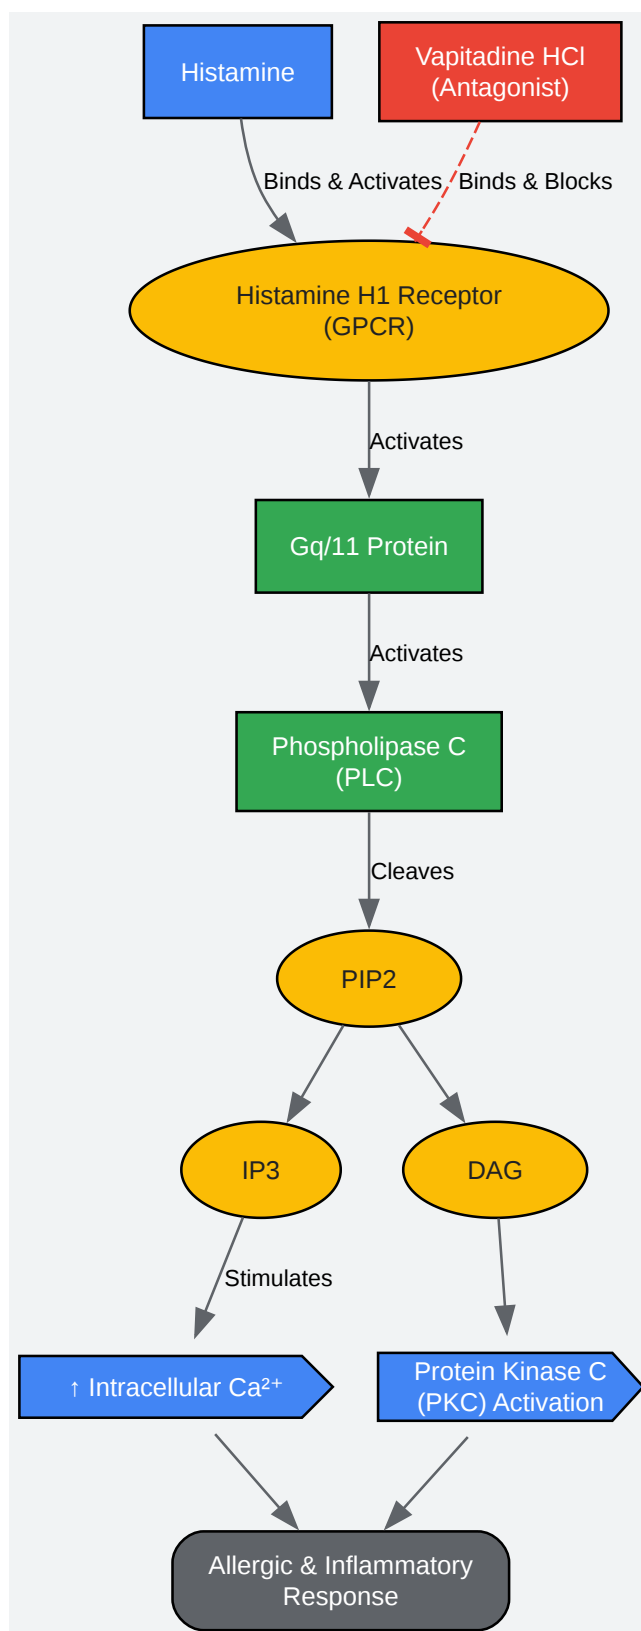 Histamine
Vapitadine HCl
(Antagonist)
Binds & Activates
Binds & Blocks
Histamine H1 Receptor
(GPCR)
Activates
Gq/11 Protein
Activates
Phospholipase C
(PLC)
Cleaves
PIP2
IP3
DAG
Stimulates
↑ Intracellular Ca²⁺
Protein Kinase C
(PKC) Activation
Allergic & Inflammatory
Response